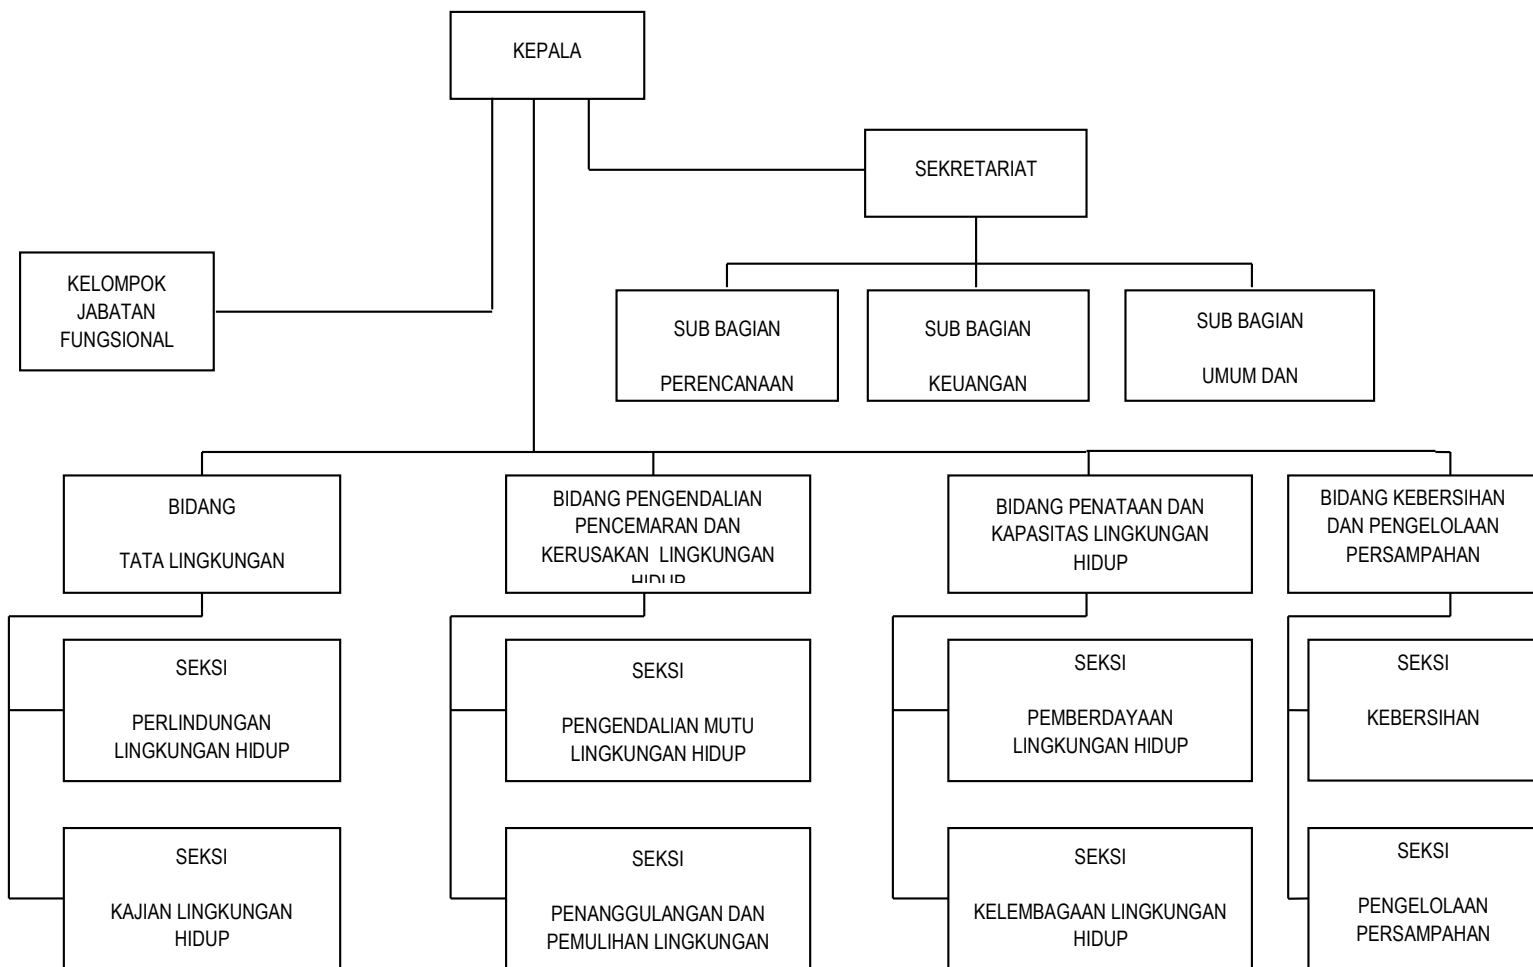 KEPALA
SEKRETARIAT
KELOMPOK
JABATAN
FUNGSIONAL
SUB BAGIAN
PERENCANAAN
SUB BAGIAN
KEUANGAN
SUB BAGIAN
UMUM DAN
BIDANG
TATA LINGKUNGAN
BIDANG PENGENDALIAN
PENCEMARAN DAN
KERUSAKAN LINGKUNGAN
HIDUP
BIDANG PENATAAN DAN
KAPASITAS LINGKUNGAN
HIDUP
BIDANG KEBERSIHAN
DAN PENGELOLAAN
PERSAMPAHAN
SEKSI
PERLINDUNGAN
LINGKUNGAN HIDUP
SEKSI
PENGENDALIAN MUTU
LINGKUNGAN HIDUP
SEKSI
PEMBERDAYAAN
LINGKUNGAN HIDUP
SEKSI
KEBERSIHAN
SEKSI
KAJIAN LINGKUNGAN
HIDUP
SEKSI
PENANGGULANGAN DAN
PEMULIHAN LINGKUNGAN
SEKSI
KELEMBAGAAN LINGKUNGAN
HIDUP
SEKSI
PENGELOLAAN
PERSAMPAHAN